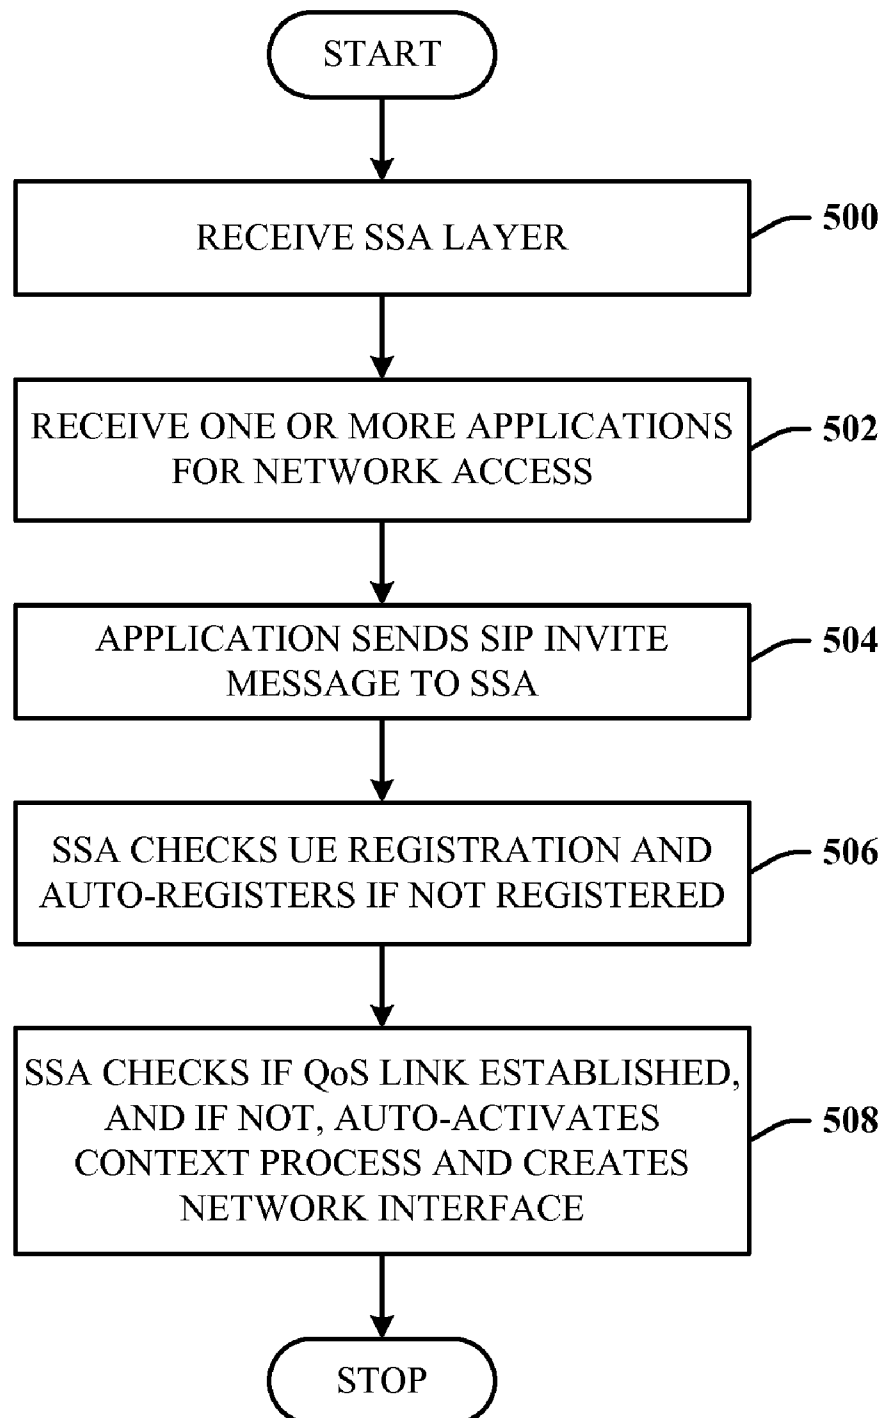 START
RECEIVE SSA LAYER
500
RECEIVE ONE OR MORE APPLICATIONS
FOR NETWORK ACCESS
502
APPLICATION SENDS SIP INVITE
MESSAGE TO SSA
504
SSA CHECKS UE REGISTRATION AND
AUTO-REGISTERS IF NOT REGISTERED
506
SSA CHECKS IF QoS LINK ESTABLISHED,
AND IF NOT, AUTO-ACTIVATES
CONTEXT PROCESS AND CREATES
NETWORK INTERFACE
508
STOP